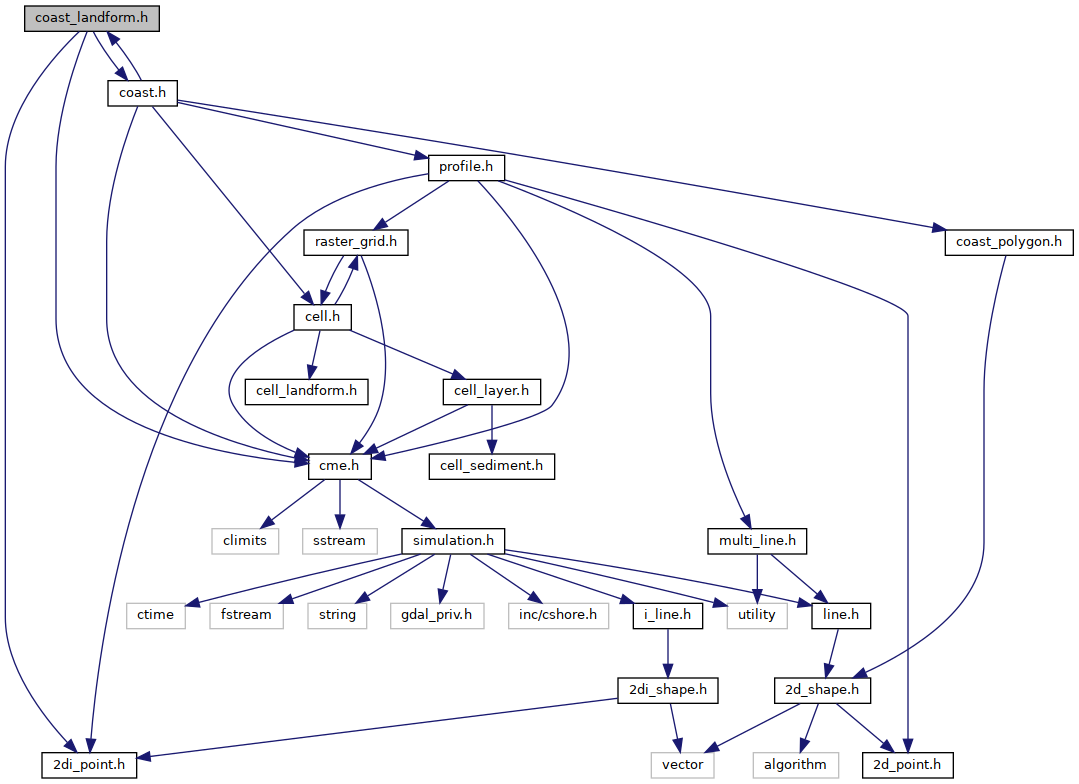 coast_landform.h
coast.h
profile.h
raster_grid.h
coast_polygon.h
cell.h
cell_landform.h
cell_layer.h
cme.h
cell_sediment.h
climits
sstream
simulation.h
multi_line.h
ctime
fstream
string
gdal_priv.h
inc/cshore.h
i_line.h
utility
line.h
2di_shape.h
2d_shape.h
2di_point.h
vector
algorithm
2d_point.h